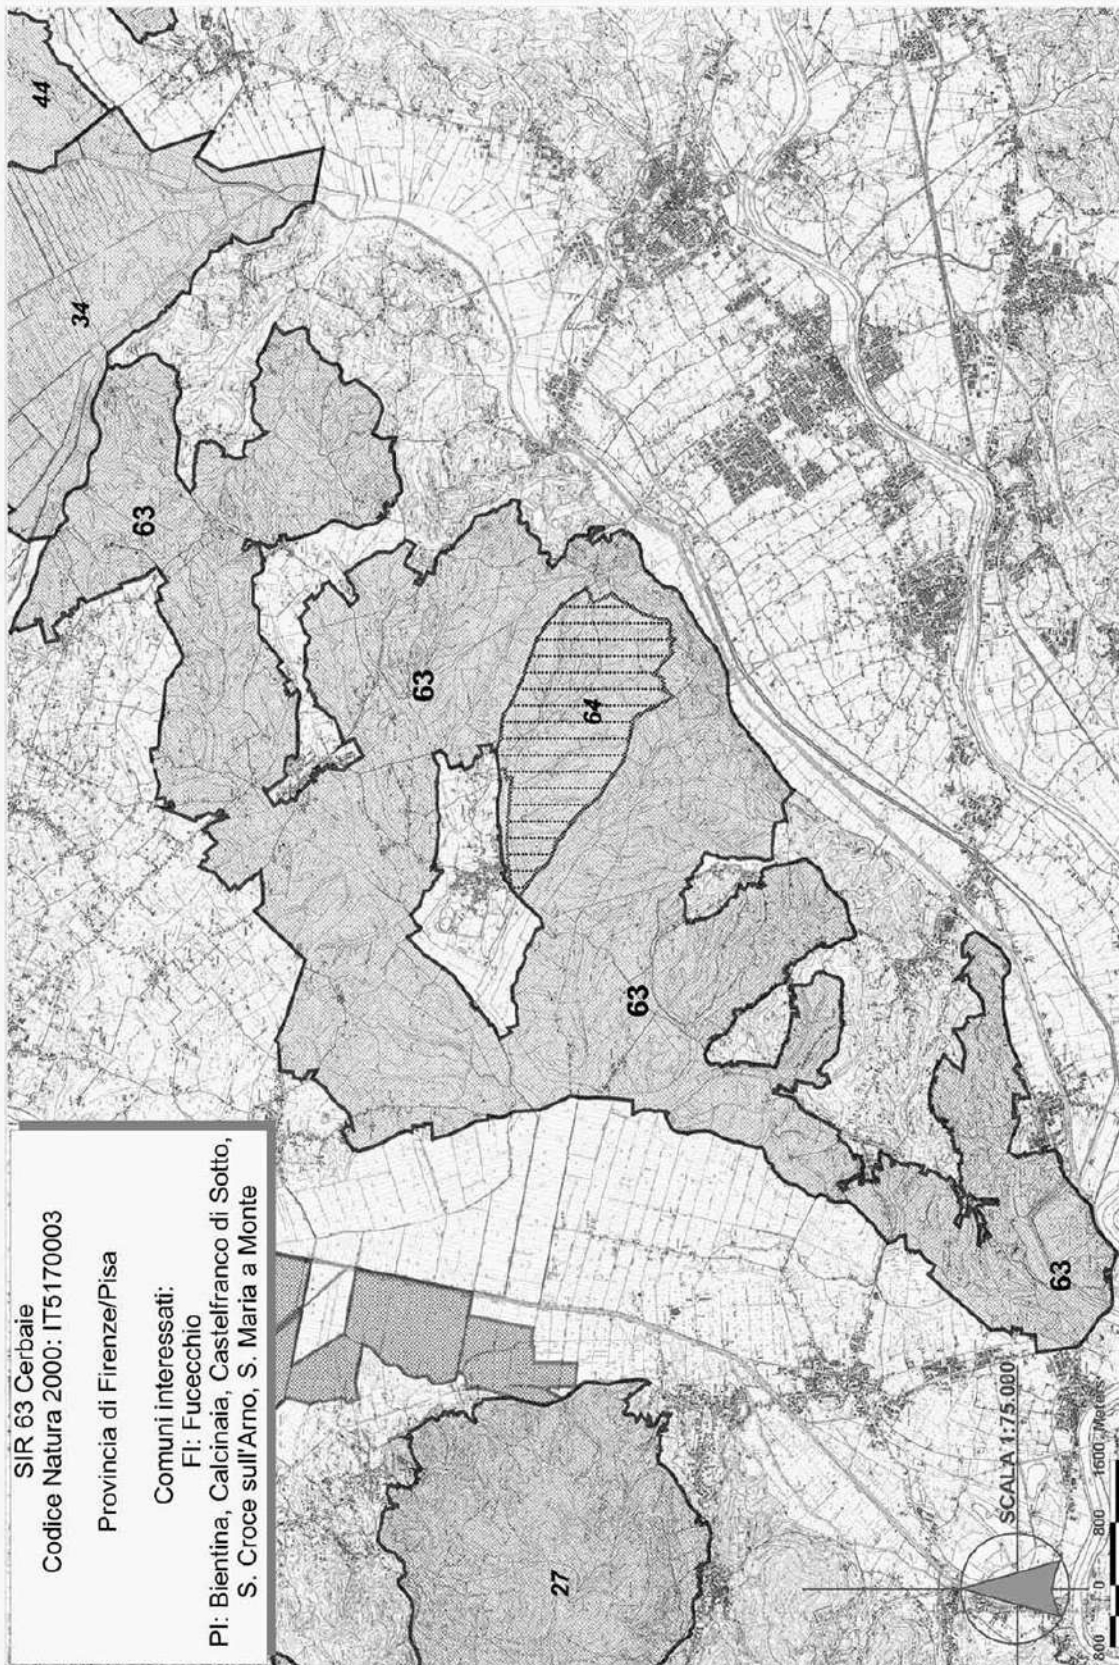 SIR 63 Cerbaie
Codice Natura 2000: IT5170003
Provincia di Firenze/Pisa
Comuni interessati:
FI: Fucecchio
PI: Bientina, Calcinaia, Castelfranco di Sotto,
S. Croce sull'Arno, S. Maria a Monte
44
34
63
63
64
63
63
27
SCALA 1:75.000
800 0 800 1600 Meters